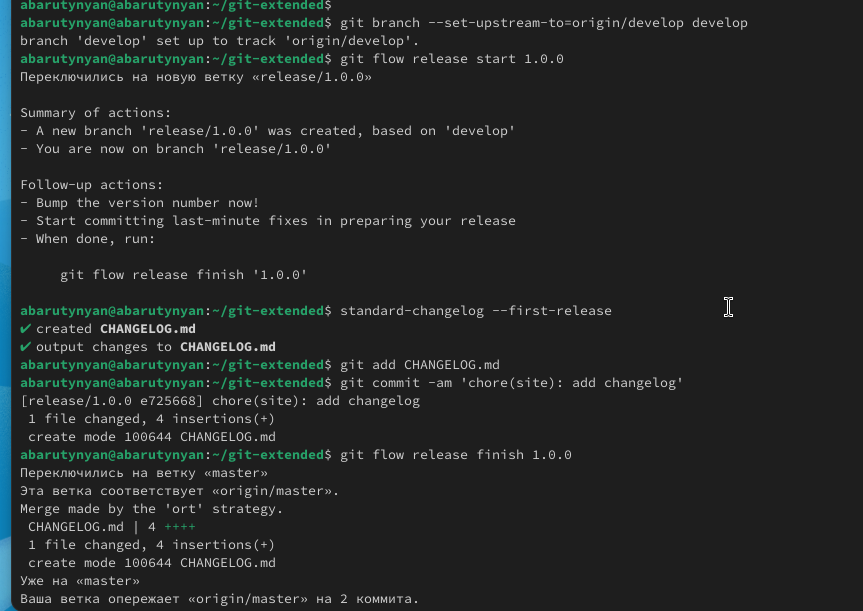 abarutynyan@abarutynyan:~/git-extended$
abarutynyan@abarutynyan:~/git-extended$ git branch --set-upstream-to=origin/develop develop
branch 'develop' set up to track 'origin/develop'.
abarutynyan@abarutynyan:~/git-extended$ git flow release start 1.0.0
Переключились на новую ветку «release/1.0.0»

Summary of actions:
- A new branch 'release/1.0.0' was created, based on 'develop'
- You are now on branch 'release/1.0.0'

Follow-up actions:
- Bump the version number now!
- Start committing last-minute fixes in preparing your release
- When done, run:

     git flow release finish '1.0.0'

abarutynyan@abarutynyan:~/git-extended$ standard-changelog --first-release
✔ created CHANGELOG.md
✔ output changes to CHANGELOG.md
abarutynyan@abarutynyan:~/git-extended$ git add CHANGELOG.md
abarutynyan@abarutynyan:~/git-extended$ git commit -am 'chore(site): add changelog'
[release/1.0.0 e725668] chore(site): add changelog
 1 file changed, 4 insertions(+)
 create mode 100644 CHANGELOG.md
abarutynyan@abarutynyan:~/git-extended$ git flow release finish 1.0.0
Переключились на ветку «master»
Эта ветка соответствует «origin/master».
Merge made by the 'ort' strategy.
 CHANGELOG.md | 4 ++++
 1 file changed, 4 insertions(+)
 create mode 100644 CHANGELOG.md
Уже на «master»
Ваша ветка опережает «origin/master» на 2 коммита.